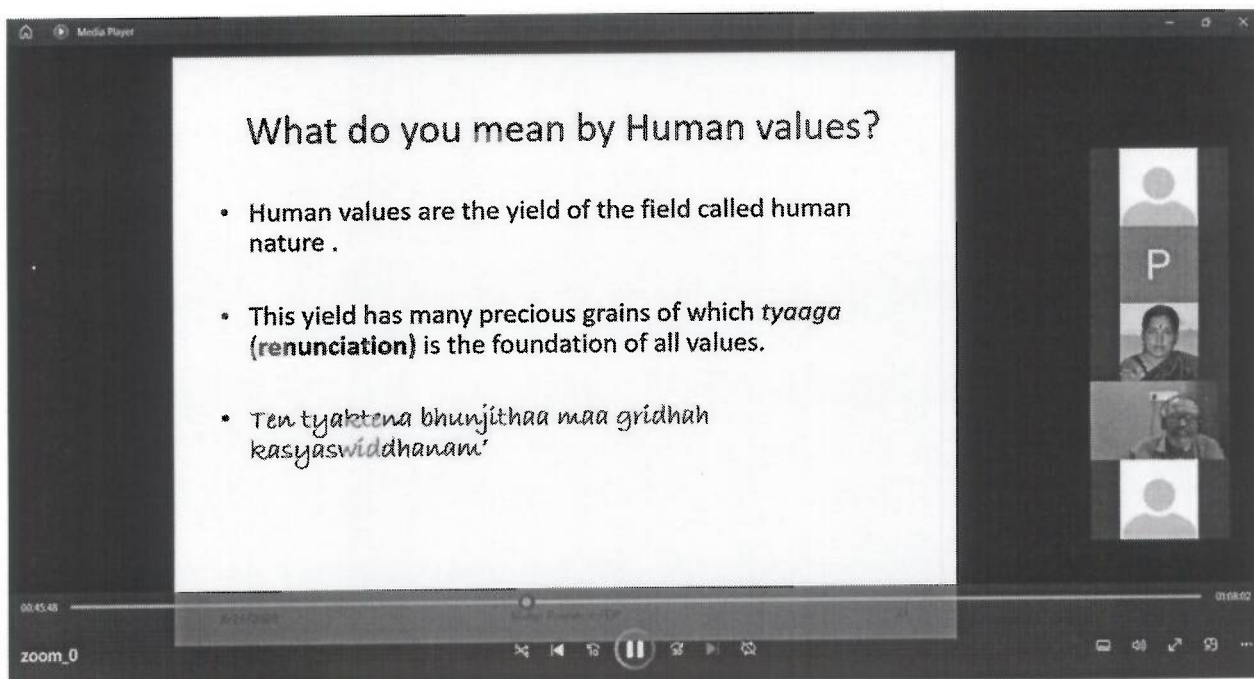 Media Player
What do you mean by Human values?
• Human values are the yield of the field called human
nature .
• This yield has many precious grains of which tyaaga
(renunciation) is the foundation of all values.
• Ten tyaktena bhunjithaa maa gridhah
kasyaswiddhanam'
P
00:45:48
01:08:02
zoom_0